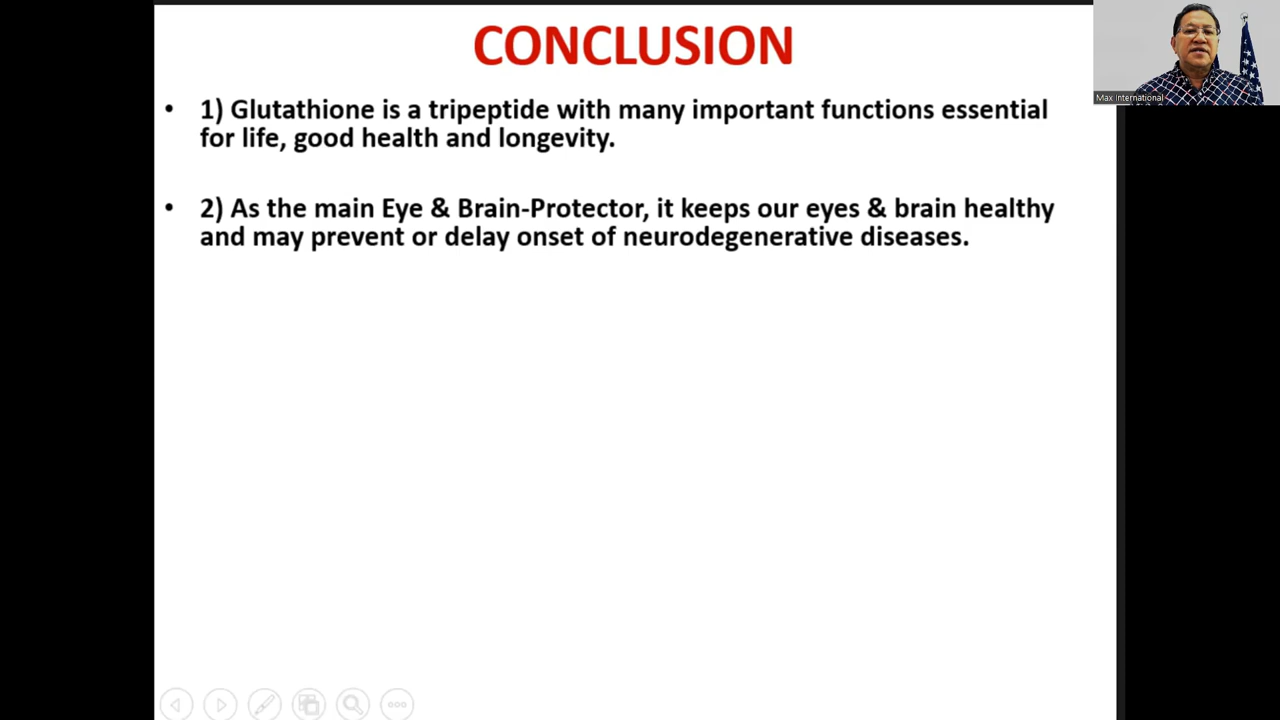 CONCLUSION
• 1) Glutathione is a tripeptide with many important functions essential
for life, good health and longevity.
• 2) As the main Eye & Brain-Protector, it keeps our eyes & brain healthy
and may prevent or delay onset of neurodegenerative diseases.
Max International